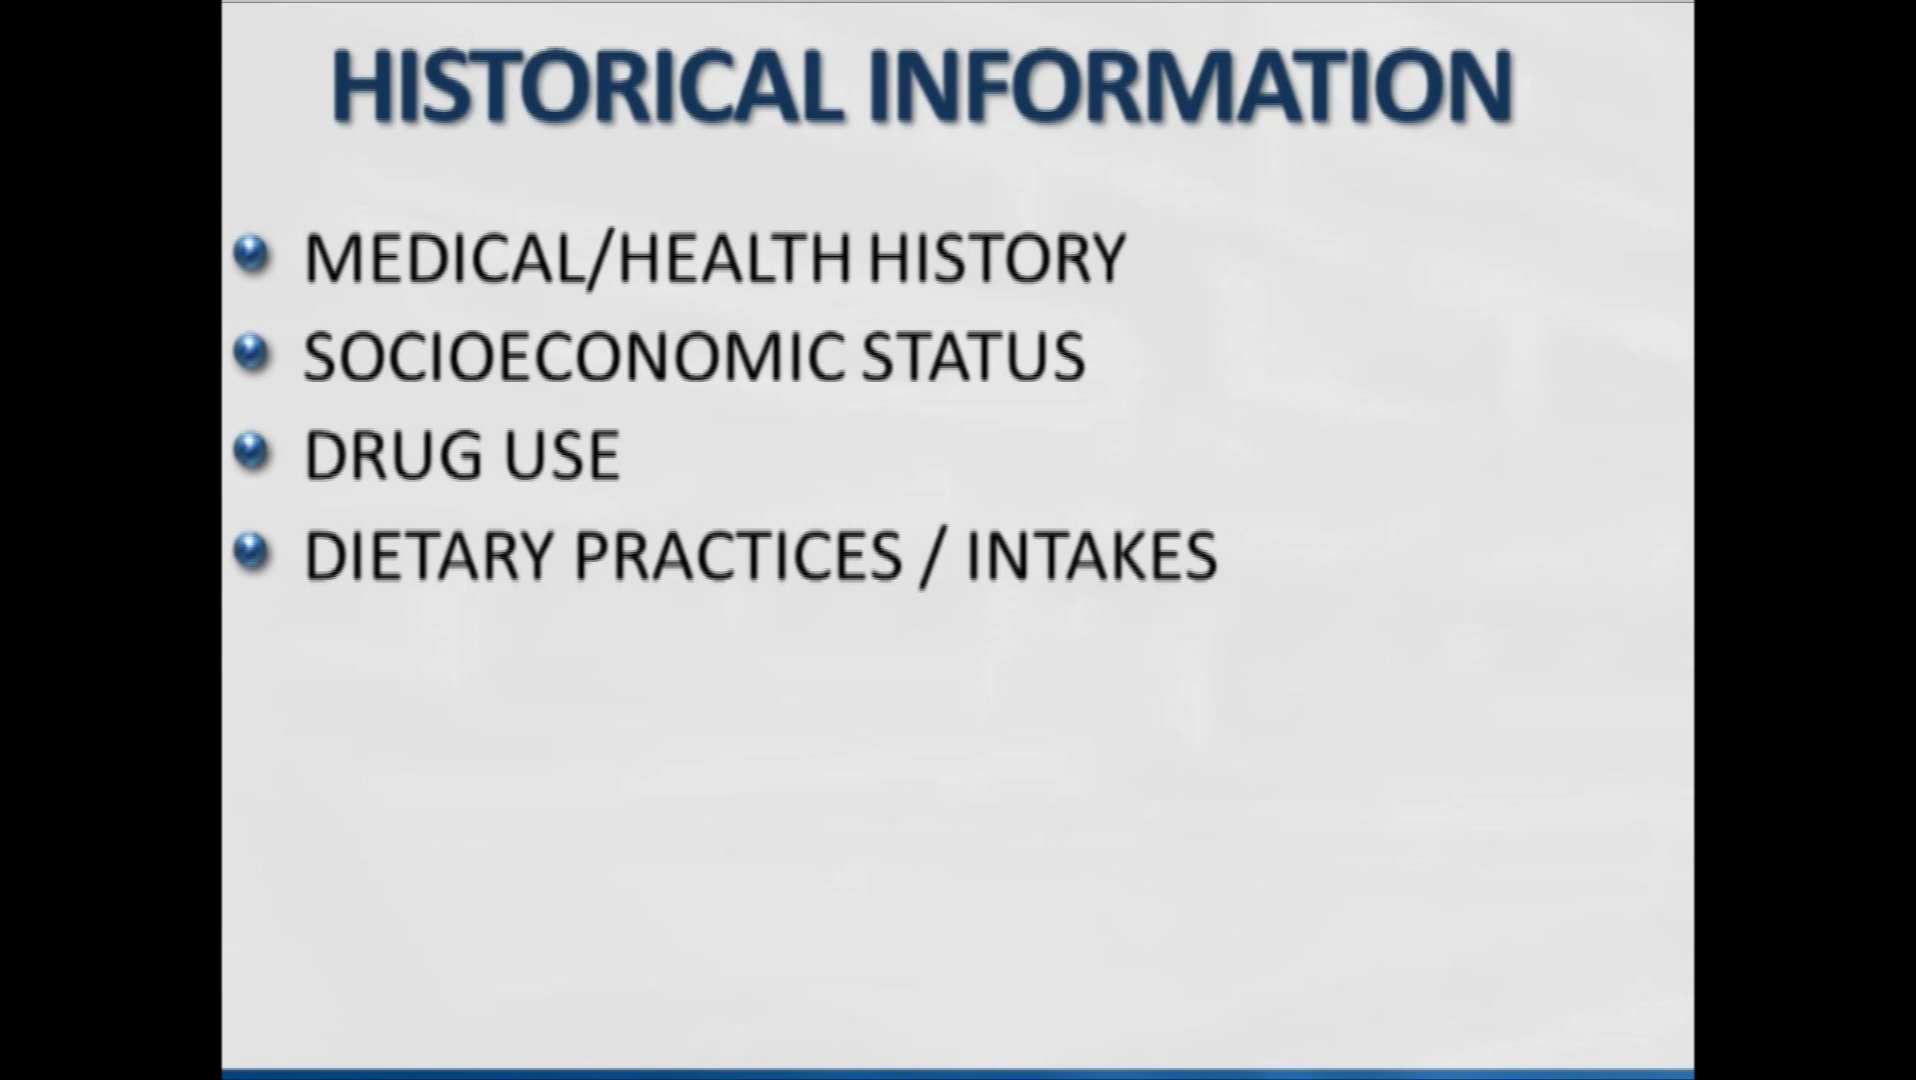 HISTORICAL INFORMATION
MEDICAL/HEALTH HISTORY
SOCIOECONOMIC STATUS
DRUG USE
DIETARY PRACTICES / INTAKES